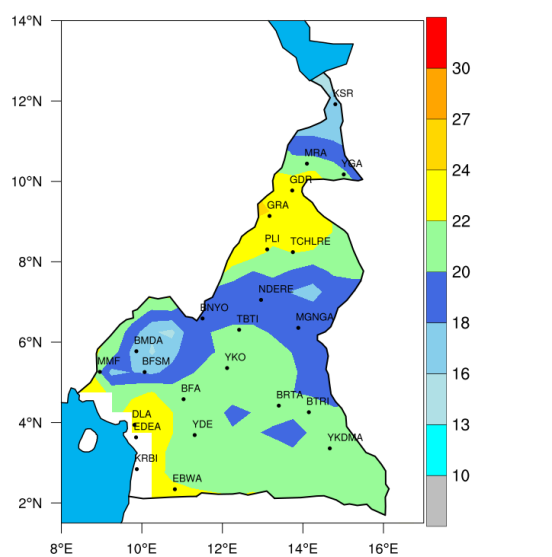 14°N
12°N
10°N
8°N
6°N
4°N
2°N
8°E
10°E
12°E
14°E
16°E
KSR
MRA
YGA
GDR
GRA
PLI
TCHLRE
NDERE
BNYO
TBTI
MGNGA
BMDA
MMF
BFSM
YKO
BFA
BRTA
BTRI
DLA
EDEA
YDE
YKDMA
KRBI
EBWA
30
27
24
22
20
18
16
13
10